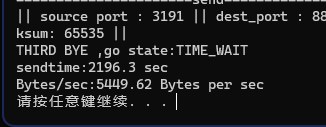 || source port : 3191 || dest_port : 88
ksum: 65535 ||
THIRD BYE ,go state:TIME_WAIT
sendtime:2196.3 sec
Bytes/sec:5449.62 Bytes per sec
请按任意键继续. . .